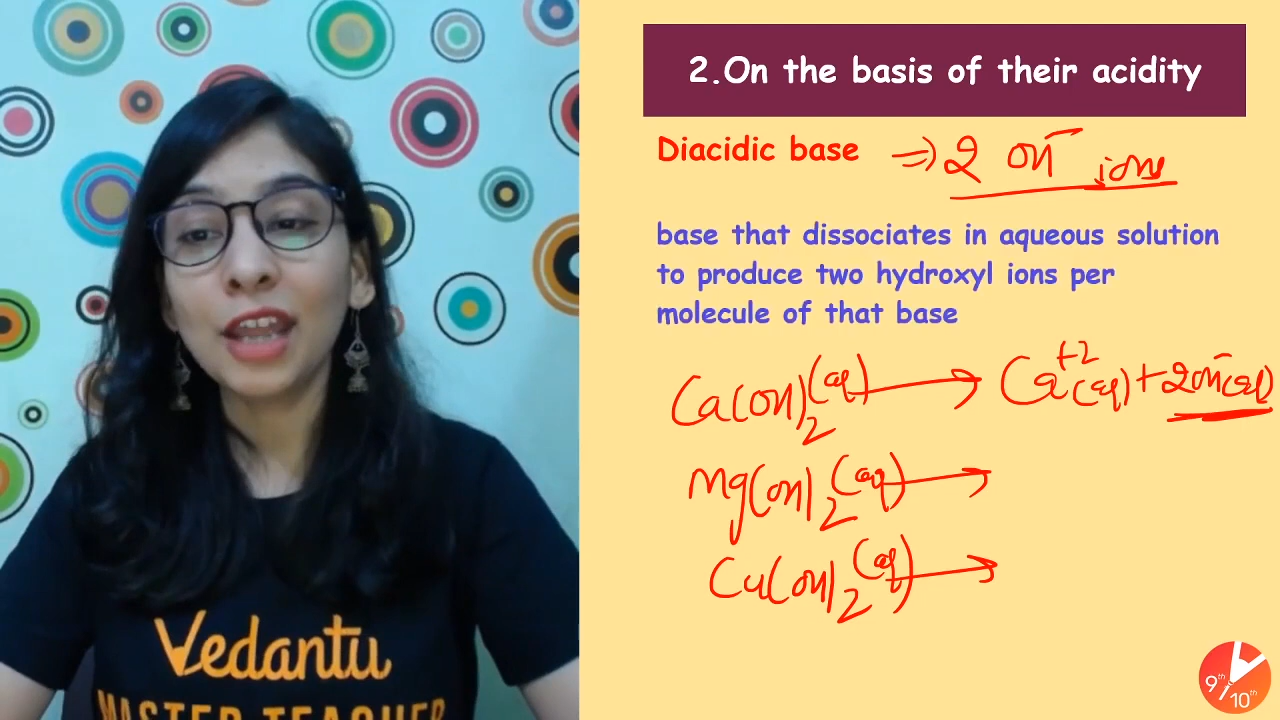 2.On the basis of their acidity
Diacidic base ⇒ 2 OH⁻ ions
base that dissociates in aqueous solution
to produce two hydroxyl ions per
molecule of that base
Ca(OH)₂(aq) → Ca⁺²(aq) + 2OH⁻(aq)
Mg(OH)₂(aq) →
Cu(OH)₂(aq) →
Vedantu
MASTER TEACHER
9th 10th